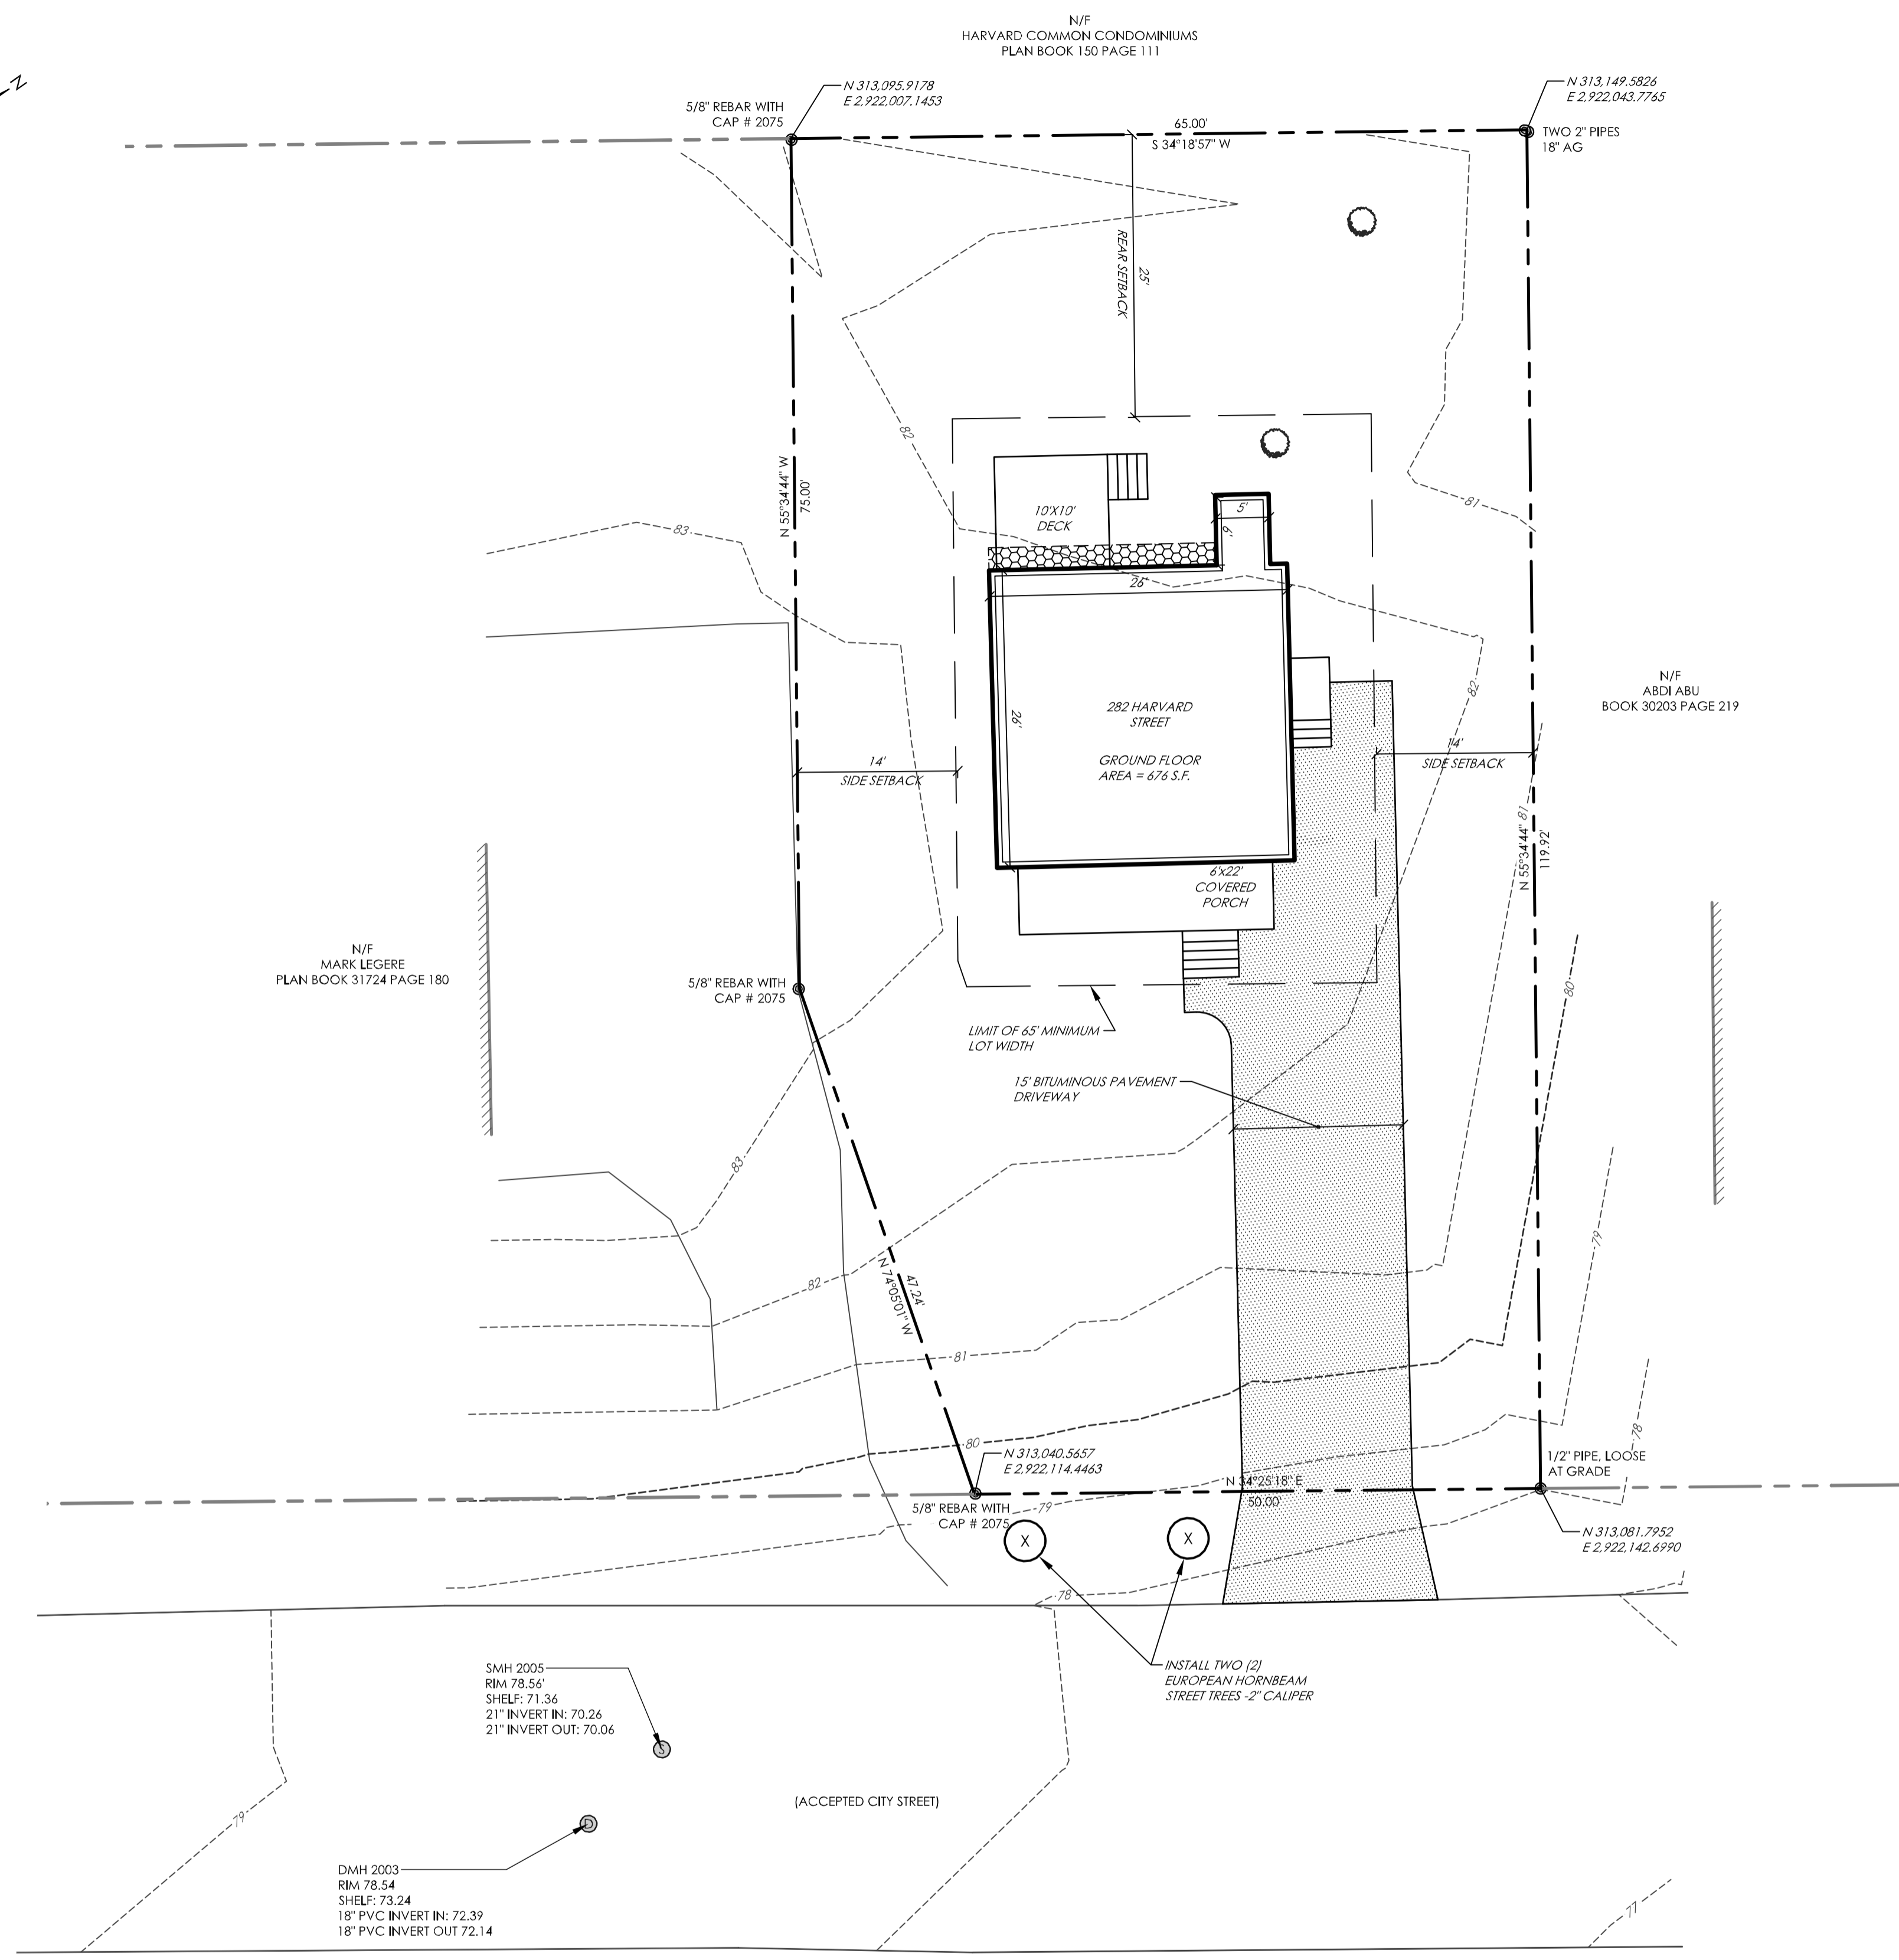 N/F
HARVARD COMMON CONDOMINIUMS
PLAN BOOK 150 PAGE 111
N
N 313,095.9178
E 2,922,007.1453
5/8" REBAR WITH
CAP # 2075
N 313,149.5826
E 2,922,043.7765
TWO 2" PIPES
18" AG
65.00'
S 34°18'57" W
REAR SETBACK
25'
82
N 55°34'44" W
75.00'
83
81
10'X10'
DECK
5'
6'
26'
26'
282 HARVARD
STREET
GROUND FLOOR
AREA = 676 S.F.
82
N/F
ABDI ABU
BOOK 30203 PAGE 219
14'
SIDE SETBACK
14'
SIDE SETBACK
81
N 55°34'44"
119.92'
6'x22'
COVERED
PORCH
N/F
MARK LEGERE
PLAN BOOK 31724 PAGE 180
5/8" REBAR WITH
CAP # 2075
80
LIMIT OF 65' MINIMUM
LOT WIDTH
15' BITUMINOUS PAVEMENT
DRIVEWAY
83
79
82
47.24'
N 74°05'01" W
81
80
78
N 313,040.5657
E 2,922,114.4463
1/2" PIPE, LOOSE
AT GRADE
N 34°25'18" E
50.00'
5/8" REBAR WITH
CAP # 2075
79
X
X
N 313,081.7952
E 2,922,142.6990
78
INSTALL TWO (2)
EUROPEAN HORNBEAM
STREET TREES -2" CALIPER
SMH 2005
RIM 78.56'
SHELF: 71.36
21" INVERT IN: 70.26
21" INVERT OUT: 70.06
S
(ACCEPTED CITY STREET)
79
D
DMH 2003
RIM 78.54
SHELF: 73.24
18" PVC INVERT IN: 72.39
18" PVC INVERT OUT 72.14
77